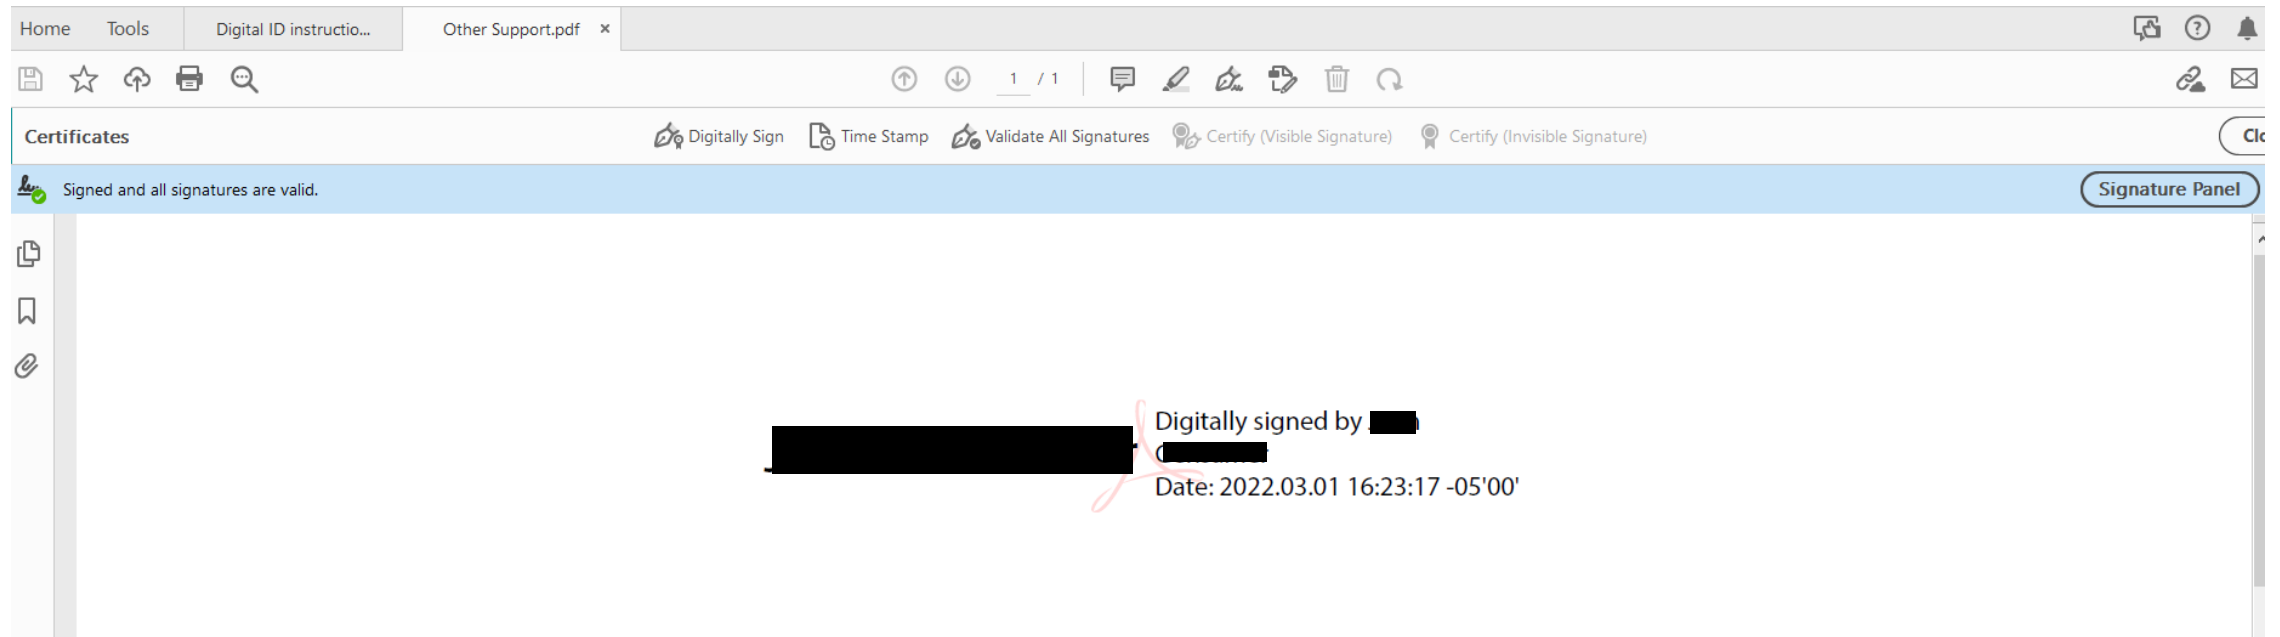 Home Tools Digital ID instructio... Other Support.pdf ×
1 / 1
Certificates Digitally Sign Time Stamp Validate All Signatures Certify (Visible Signature) Certify (Invisible Signature)
Signed and all signatures are valid. Signature Panel
Digitally signed by
Date: 2022.03.01 16:23:17 -05'00'